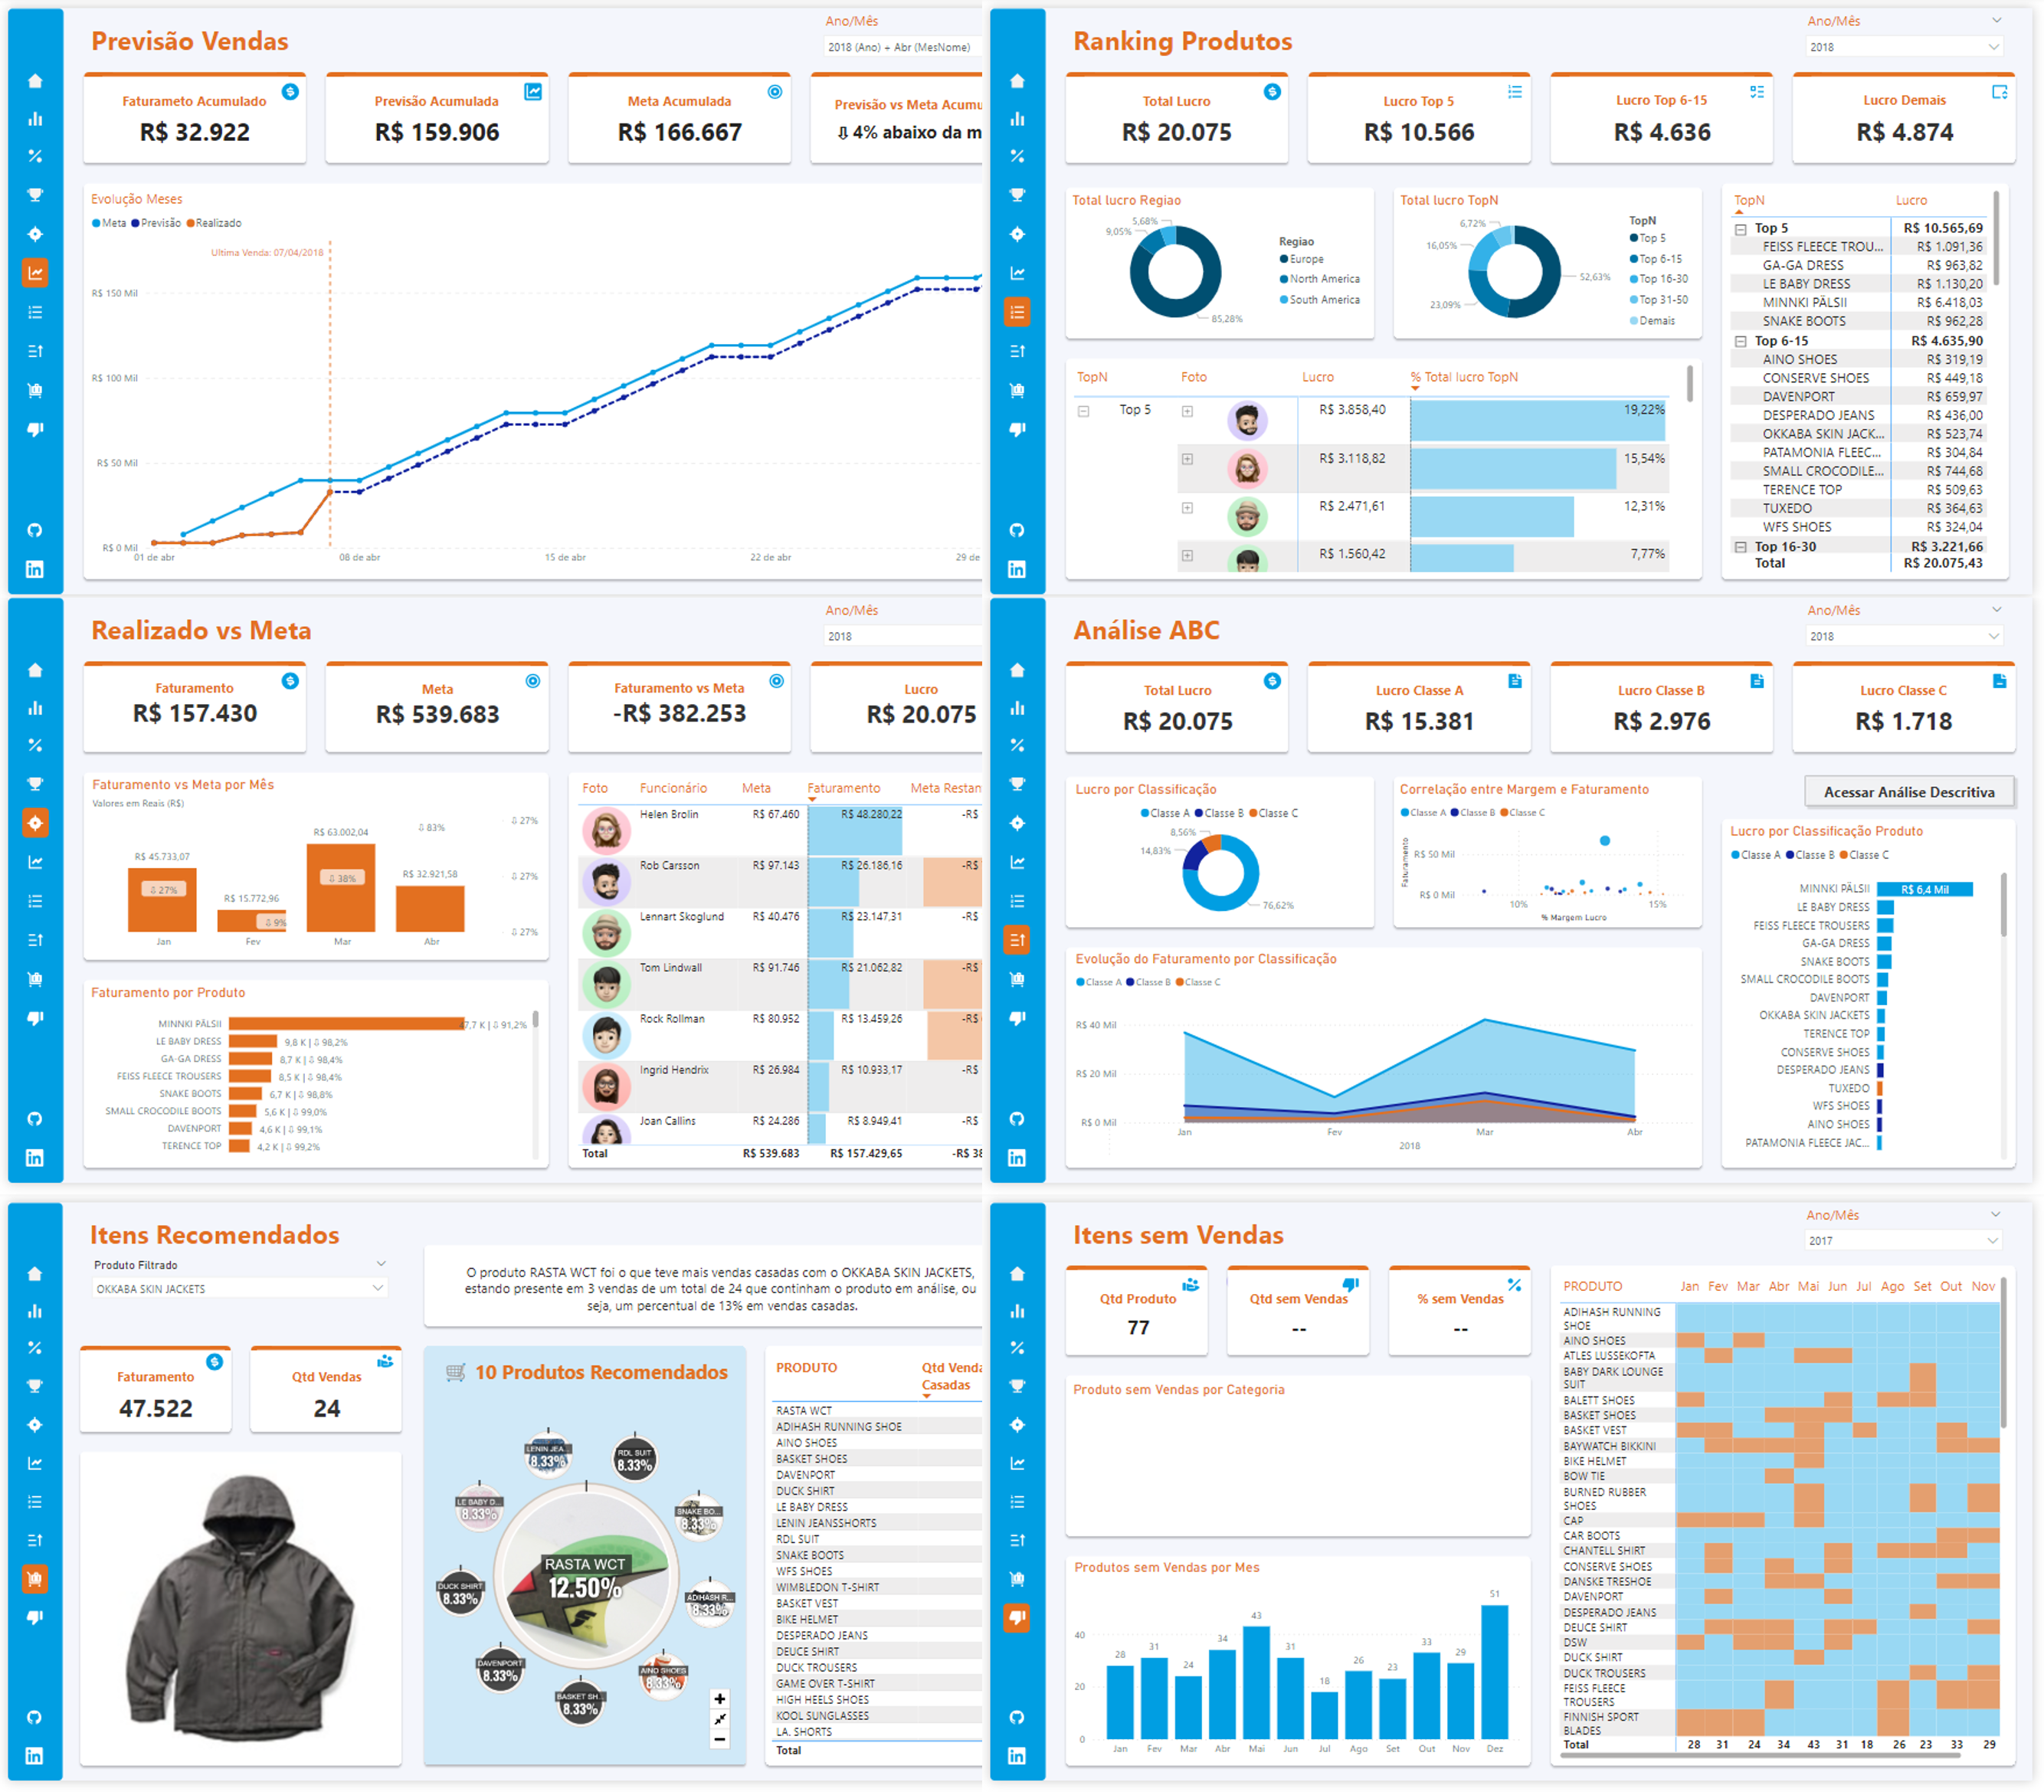 Previsão Vendas
Ano/Mês
2018 (Ano) + Abr (MesNome)
Faturameto Acumulado
R$ 32.922
Previsão Acumulada
R$ 159.906
Meta Acumulada
R$ 166.667
Previsão vs Meta Acumu
⇩ 4% abaixo da m
Evolução Meses
Meta Previsão Realizado
Ultima Venda: 07/04/2018
R$ 150 Mil
R$ 100 Mil
R$ 50 Mil
R$ 0 Mil
01 de abr 08 de abr 15 de abr 22 de abr 29 de
Ranking Produtos
Ano/Mês
2018
Total Lucro
R$ 20.075
Lucro Top 5
R$ 10.566
Lucro Top 6-15
R$ 4.636
Lucro Demais
R$ 4.874
Total lucro Regiao
5,68%
9,05%
85,28%
Regiao
Europe
North America
South America
Total lucro TopN
6,72%
16,05%
23,09%
52,63%
TopN
Top 5
Top 6-15
Top 16-30
Top 31-50
Demais
TopN Foto Lucro % Total lucro TopN
Top 5 R$ 3.858,40 19,22%
R$ 3.118,82 15,54%
R$ 2.471,61 12,31%
R$ 1.560,42 7,77%
TopN Lucro
Top 5 R$ 10.565,69
FEISS FLEECE TROU... R$ 1.091,36
GA-GA DRESS R$ 963,82
LE BABY DRESS R$ 1.130,20
MINNKI PÄLSII R$ 6.418,03
SNAKE BOOTS R$ 962,28
Top 6-15 R$ 4.635,90
AINO SHOES R$ 319,19
CONSERVE SHOES R$ 449,18
DAVENPORT R$ 659,97
DESPERADO JEANS R$ 436,00
OKKABA SKIN JACK... R$ 523,74
PATAMONIA FLEEC... R$ 304,84
SMALL CROCODILE... R$ 744,68
TERENCE TOP R$ 509,63
TUXEDO R$ 364,63
WFS SHOES R$ 324,04
Top 16-30 R$ 3.221,66
Total R$ 20.075,43
Realizado vs Meta
Ano/Mês
2018
Faturamento
R$ 157.430
Meta
R$ 539.683
Faturamento vs Meta
-R$ 382.253
Lucro
R$ 20.075
Faturamento vs Meta por Mês
Valores em Reais (R$)
R$ 45.733,07
⇩ 27%
R$ 15.772,96
⇩ 9%
R$ 63.002,04
⇩ 38%
⇩ 83%
R$ 32.921,58
⇩ 27%
⇩ 27%
⇩ 27%
Jan Fev Mar Abr
Faturamento por Produto
MINNKI PÄLSII 47,7 K | ⇩ 91,2%
LE BABY DRESS 9,8 K | ⇩ 98,2%
GA-GA DRESS 8,7 K | ⇩ 98,4%
FEISS FLEECE TROUSERS 8,5 K | ⇩ 98,4%
SNAKE BOOTS 6,7 K | ⇩ 98,8%
SMALL CROCODILE BOOTS 5,6 K | ⇩ 99,0%
DAVENPORT 4,6 K | ⇩ 99,1%
TERENCE TOP 4,2 K | ⇩ 99,2%
Foto Funcionário Meta Faturamento Meta Restan
Helen Brolin R$ 67.460 R$ 48.280,22 -R$
Rob Carsson R$ 97.143 R$ 26.186,16 -R$
Lennart Skoglund R$ 40.476 R$ 23.147,31 -R$
Tom Lindwall R$ 91.746 R$ 21.062,82 -R$
Rock Rollman R$ 80.952 R$ 13.459,26 -R$
Ingrid Hendrix R$ 26.984 R$ 10.933,17 -R$
Joan Callins R$ 24.286 R$ 8.949,41 -R$
Total R$ 539.683 R$ 157.429,65 -R$ 38
Análise ABC
Ano/Mês
2018
Total Lucro
R$ 20.075
Lucro Classe A
R$ 15.381
Lucro Classe B
R$ 2.976
Lucro Classe C
R$ 1.718
Lucro por Classificação
Classe A Classe B Classe C
8,56%
14,83%
76,62%
Correlação entre Margem e Faturamento
Classe A Classe B Classe C
Faturamento
R$ 50 Mil
R$ 0 Mil
10% 15%
% Margem Lucro
Acessar Análise Descritiva
Evolução do Faturamento por Classificação
Classe A Classe B Classe C
R$ 40 Mil
R$ 20 Mil
R$ 0 Mil
Jan Fev Mar Abr
2018
Lucro por Classificação Produto
Classe A Classe B Classe C
MINNKI PÄLSII R$ 6,4 Mil
LE BABY DRESS
FEISS FLEECE TROUSERS
GA-GA DRESS
SNAKE BOOTS
SMALL CROCODILE BOOTS
DAVENPORT
OKKABA SKIN JACKETS
TERENCE TOP
CONSERVE SHOES
DESPERADO JEANS
TUXEDO
WFS SHOES
AINO SHOES
PATAMONIA FLEECE JAC...
Itens Recomendados
Produto Filtrado
OKKABA SKIN JACKETS
O produto RASTA WCT foi o que teve mais vendas casadas com o OKKABA SKIN JACKETS,
estando presente em 3 vendas de um total de 24 que continham o produto em análise, ou
seja, um percentual de 13% em vendas casadas.
Faturamento
47.522
Qtd Vendas
24
10 Produtos Recomendados
LENIN JEA...
8.33%
RDL SUIT
8.33%
LE BABY D...
8.33%
SNAKE BO...
8.33%
RASTA WCT
12.50%
DUCK SHIRT
8.33%
ADIHASH R...
8.33%
DAVENPORT
8.33%
AINO SHOES
8.33%
BASKET SH...
8.33%
PRODUTO Qtd Venda
Casadas
RASTA WCT
ADIHASH RUNNING SHOE
AINO SHOES
BASKET SHOES
DAVENPORT
DUCK SHIRT
LE BABY DRESS
LENIN JEANSSHORTS
RDL SUIT
SNAKE BOOTS
WFS SHOES
WIMBLEDON T-SHIRT
BASKET VEST
BIKE HELMET
DESPERADO JEANS
DEUCE SHIRT
DUCK TROUSERS
GAME OVER T-SHIRT
HIGH HEELS SHOES
KOOL SUNGLASSES
LA. SHORTS
Total
Itens sem Vendas
Ano/Mês
2017
Qtd Produto
77
Qtd sem Vendas
--
% sem Vendas
--
Produto sem Vendas por Categoria
Produtos sem Vendas por Mes
40
20
0
28 31 24 34 43 31 18 26 23 33 29 51
Jan Fev Mar Abr Mai Jun Jul Ago Set Out Nov Dez
PRODUTO Jan Fev Mar Abr Mai Jun Jul Ago Set Out Nov
ADIHASH RUNNING
SHOE
AINO SHOES
ATLES LUSSEKOFTA
BABY DARK LOUNGE
SUIT
BALETT SHOES
BASKET SHOES
BASKET VEST
BAYWATCH BIKKINI
BIKE HELMET
BOW TIE
BURNED RUBBER
SHOES
CAP
CAR BOOTS
CHANTELL SHIRT
CONSERVE SHOES
DANSKE TRESHOE
DAVENPORT
DESPERADO JEANS
DEUCE SHIRT
DSW
DUCK SHIRT
DUCK TROUSERS
FEISS FLEECE
TROUSERS
FINNISH SPORT
BLADES
Total 28 31 24 34 43 31 18 26 23 33 29